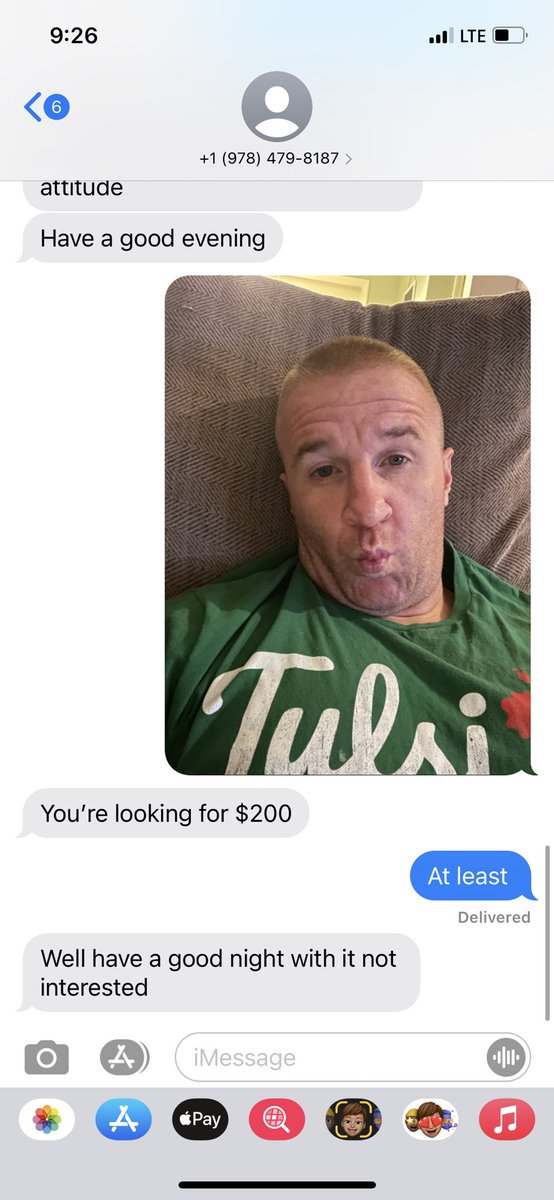 9:26
LTE
6
+1 (978) 479-8187
attitude
Have a good evening
Tulsi
You’re looking for $200
At least
Delivered
Well have a good night with it not
interested
iMessage
Pay